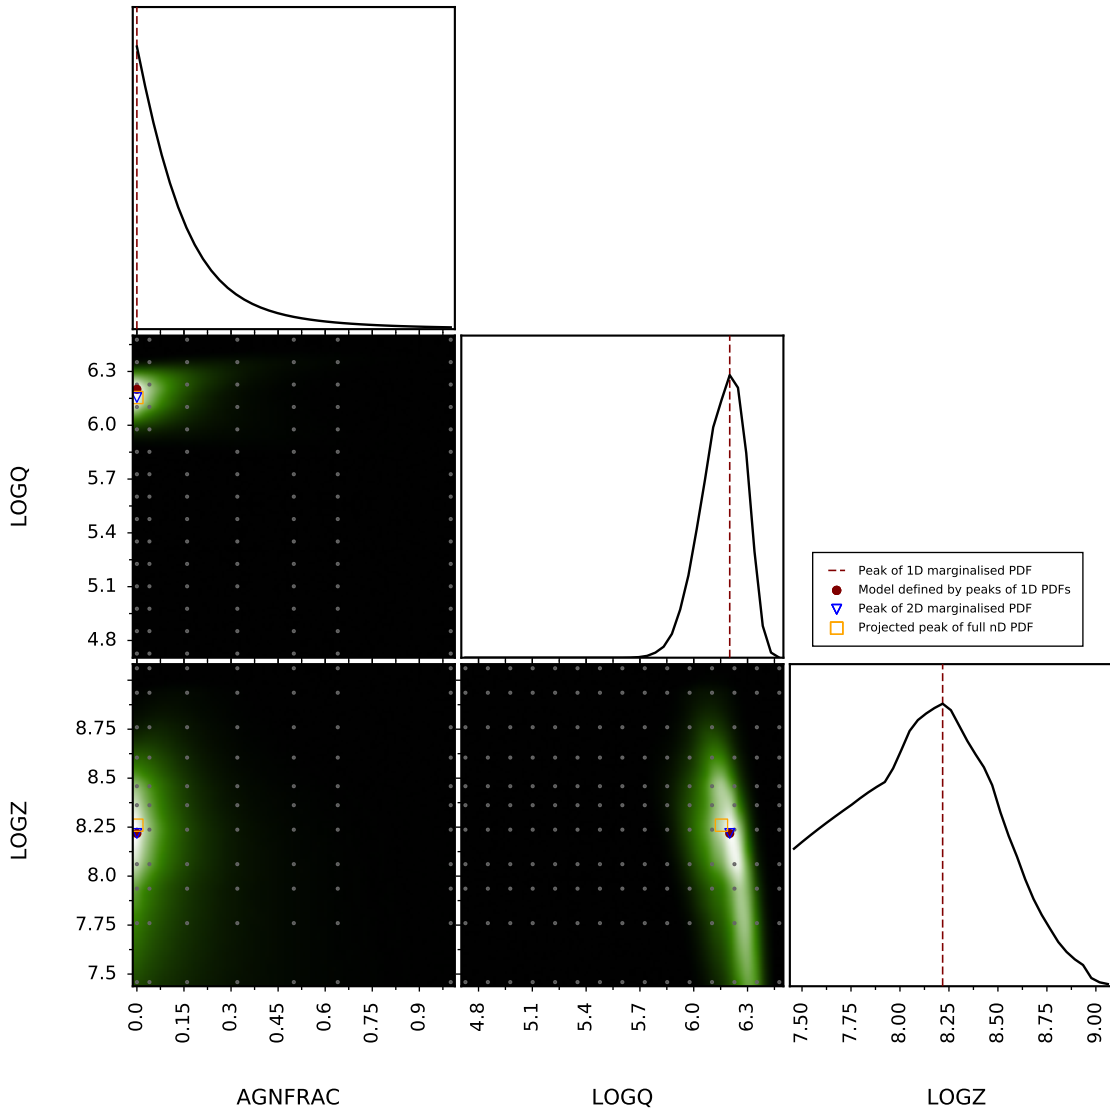 6.3
6.0
5.7
5.4
5.1
4.8
LOGQ
Peak of 1D marginalised PDF
Model defined by peaks of 1D PDFs
Peak of 2D marginalised PDF
Projected peak of full nD PDF
8.75
8.5
8.25
8.0
7.75
7.5
LOGZ
0.0 0.15 0.3 0.45 0.6 0.75 0.9
4.8 5.1 5.4 5.7 6.0 6.3
7.50 7.75 8.00 8.25 8.50 8.75 9.00
AGNFRAC LOGQ LOGZ